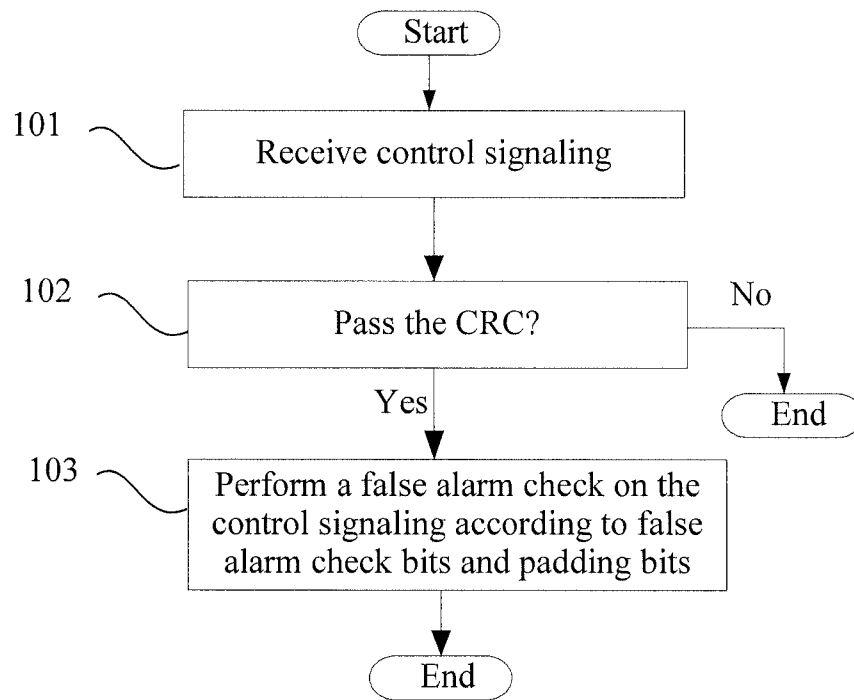 Start
101
Receive control signaling
102
Pass the CRC?
No
Yes
End
103
Perform a false alarm check on the
control signaling according to false
alarm check bits and padding bits
End